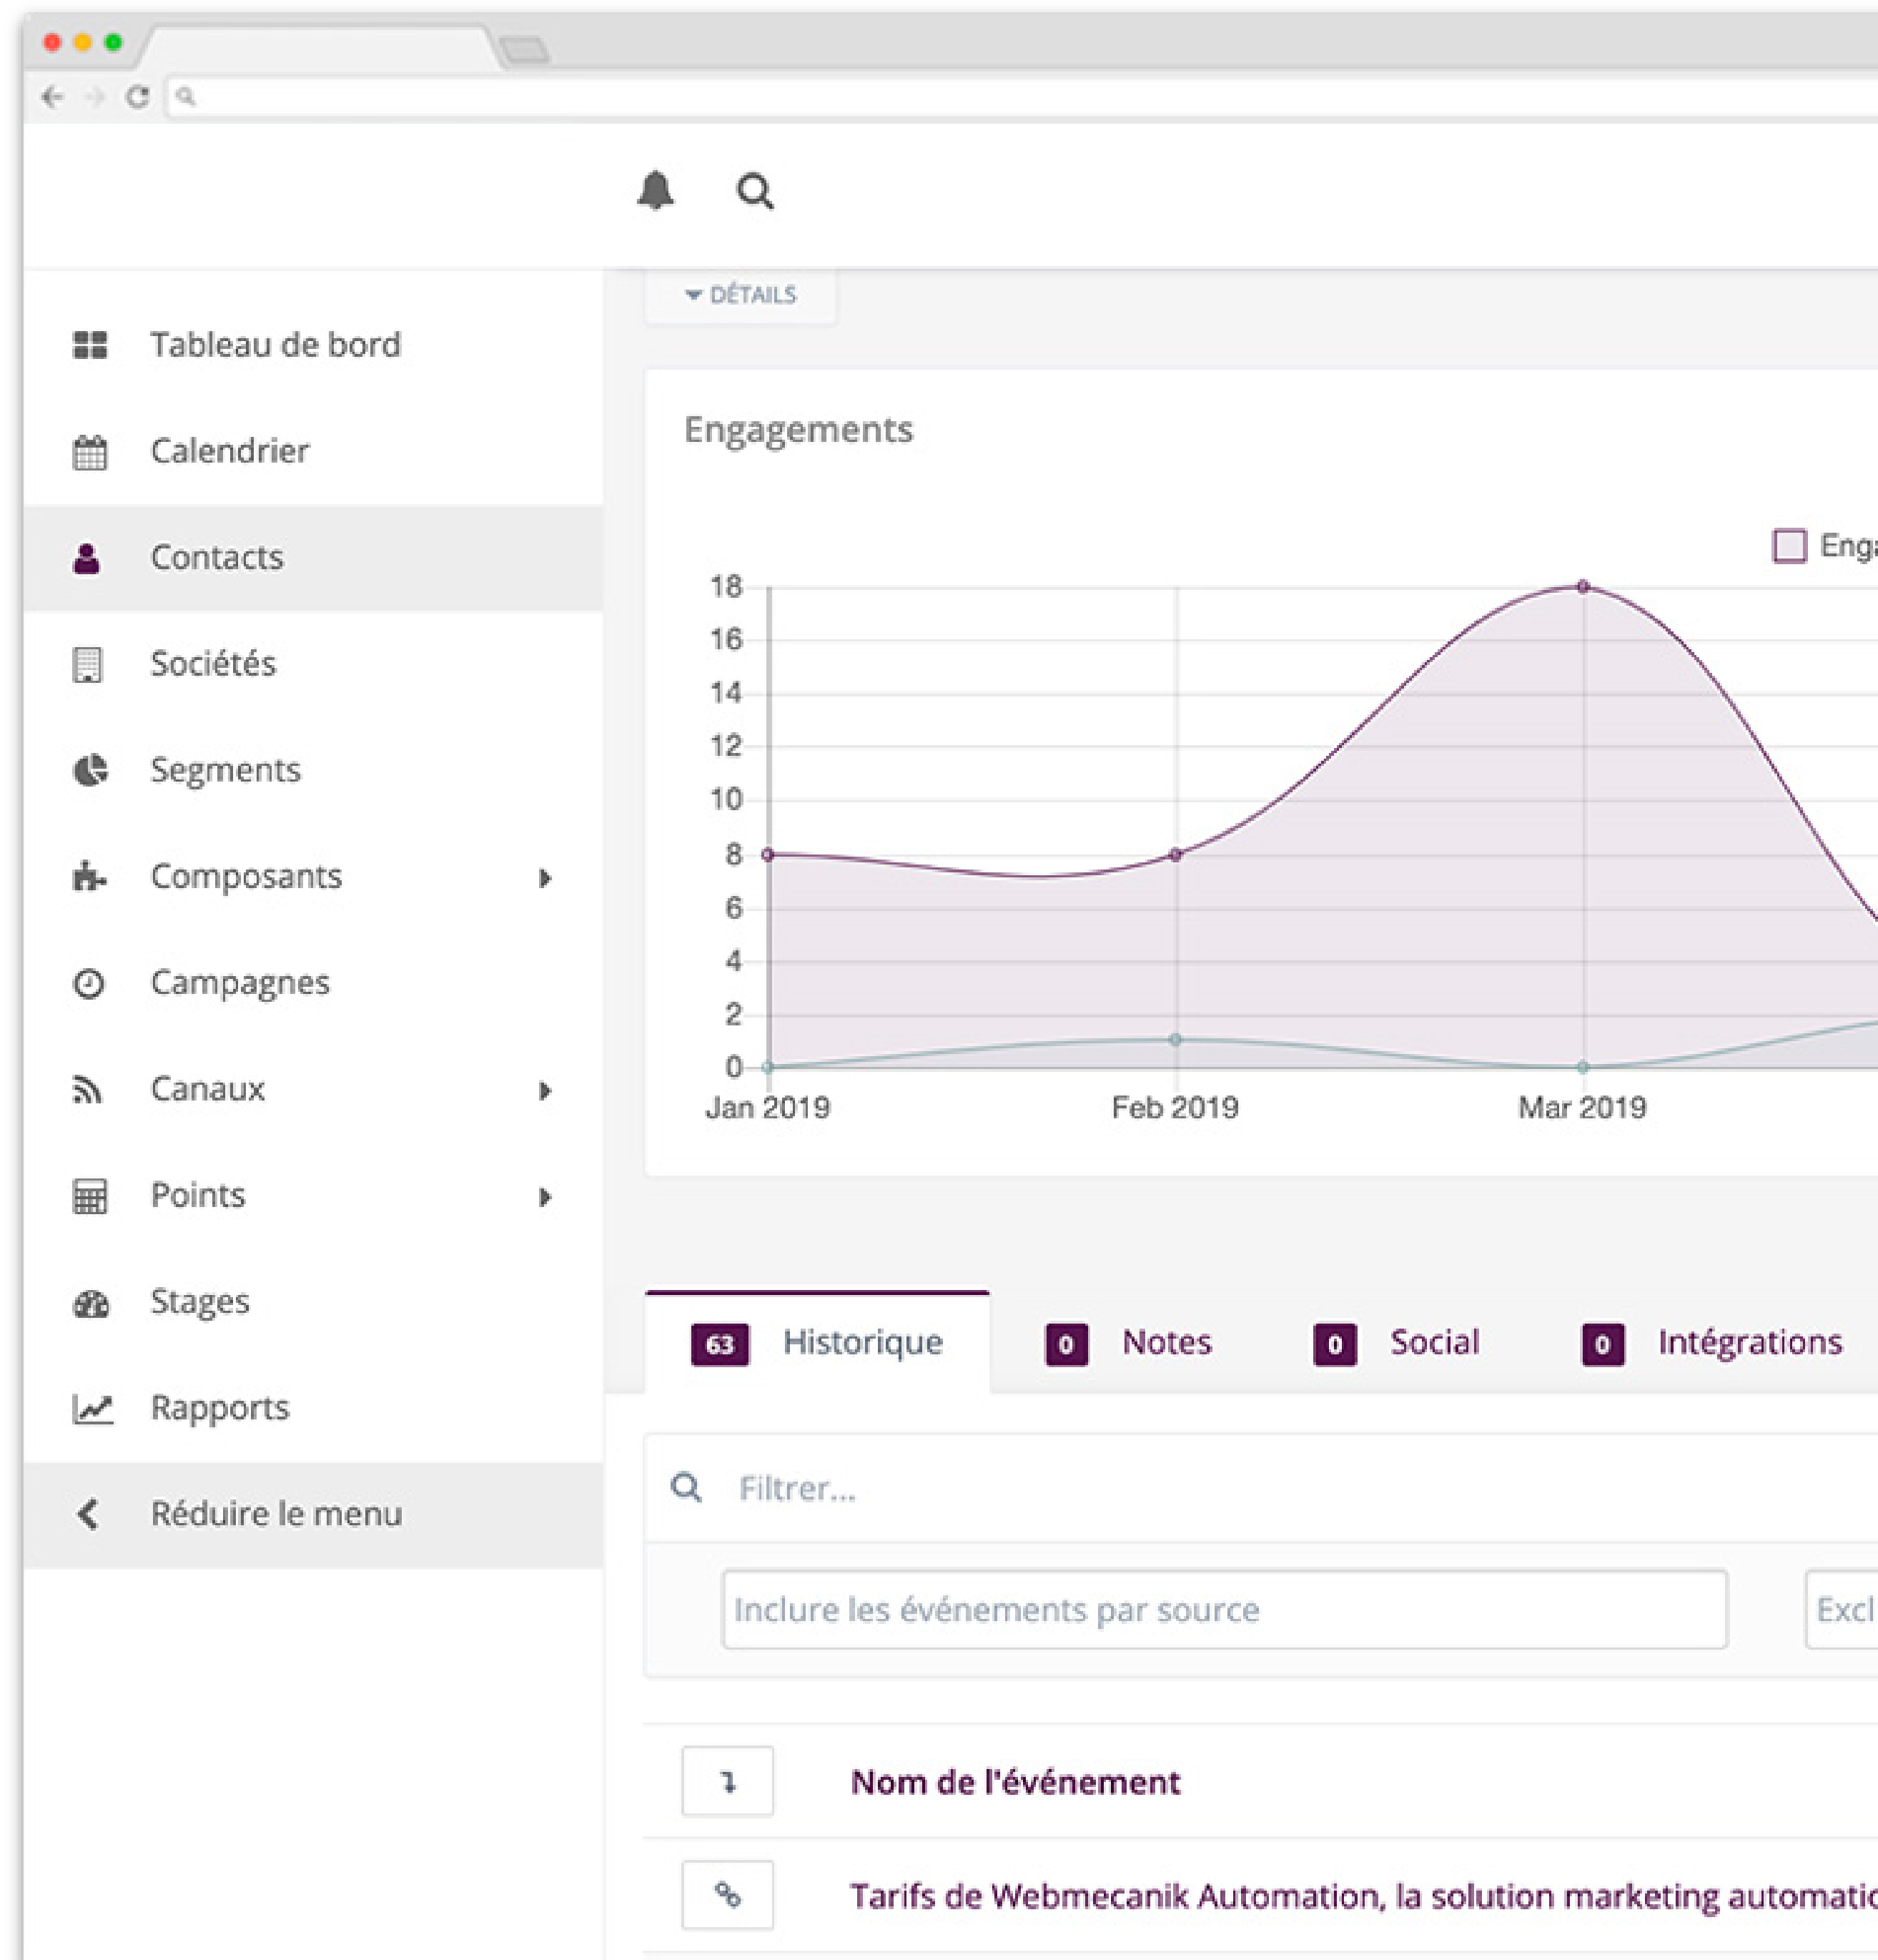 DÉTAILS
Tableau de bord
Calendrier
Contacts
Sociétés
Segments
Composants
Campagnes
Canaux
Points
Stages
Rapports
Réduire le menu
Engagements
18
16
14
12
10
8
6
4
2
0
Jan 2019 Feb 2019 Mar 2019
63 Historique 0 Notes 0 Social 0 Intégrations
Filtrer...
Inclure les événements par source
Nom de l'événement
Tarifs de Webmecanik Automation, la solution marketing